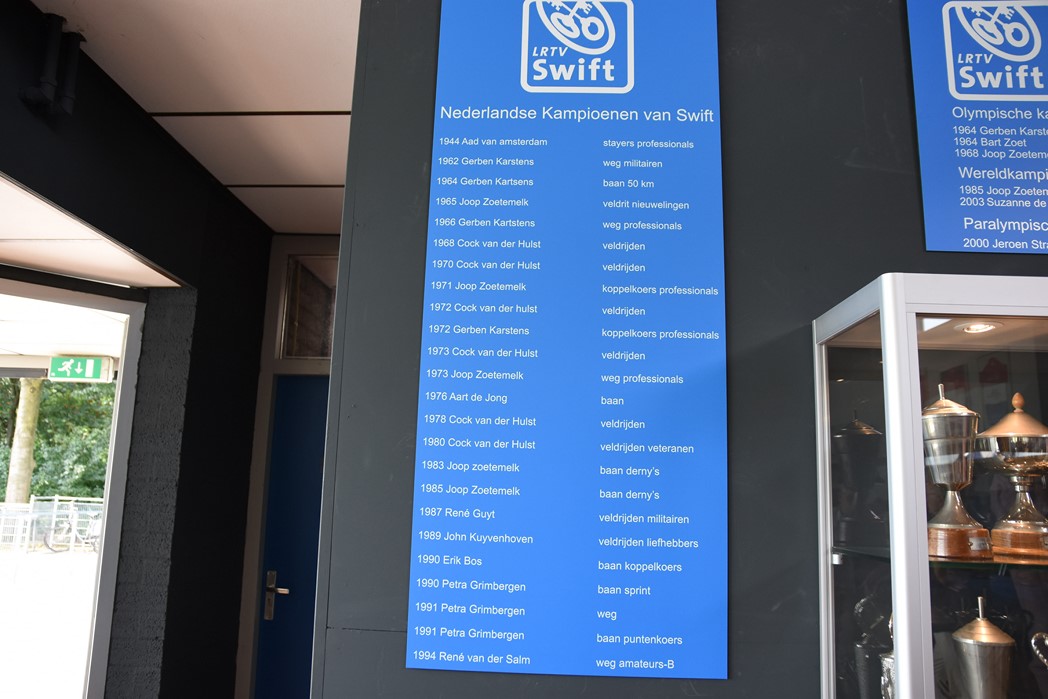 LRTV
Swift
Nederlandse Kampioenen van Swift
1944 Aad van amsterdam stayers professionals
1962 Gerben Karstens weg militairen
1964 Gerben Kartsens baan 50 km
1965 Joop Zoetemelk veldrit nieuwelingen
1966 Gerben Kartstens weg professionals
1968 Cock van der Hulst veldrijden
1970 Cock van der Hulst veldrijden
1971 Joop Zoetemelk koppelkoers professionals
1972 Cock van der hulst veldrijden
1972 Gerben Karstens koppelkoers professionals
1973 Cock van der Hulst veldrijden
1973 Joop Zoetemelk weg professionals
1976 Aart de Jong baan
1978 Cock van der Hulst veldrijden
1980 Cock van der Hulst veldrijden veteranen
1983 Joop zoetemelk baan derny's
1985 Joop Zoetemelk baan derny's
1987 René Guyt veldrijden militairen
1989 John Kuyvenhoven veldrijden liefhebbers
1990 Erik Bos baan koppelkoers
1990 Petra Grimbergen baan sprint
1991 Petra Grimbergen weg
1991 Petra Grimbergen baan puntenkoers
1994 René van der Salm weg amateurs-B
LRTV
Swift
Olympische ka
1964 Gerben Karste
1964 Bart Zoet
1968 Joop Zoeteme
Wereldkampi
1985 Joop Zoetem
2003 Suzanne de
Paralympisc
2000 Jeroen Stra